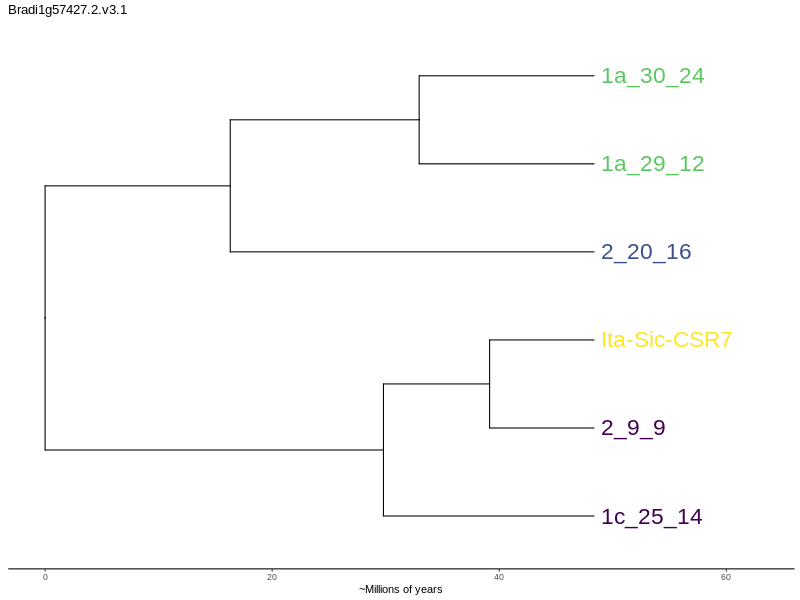 Bradi1g57427.2.v3.1
1a_30_24
1a_29_12
2_20_16
Ita-Sic-CSR7
2_9_9
1c_25_14
0 20 40 60
~Millions of years